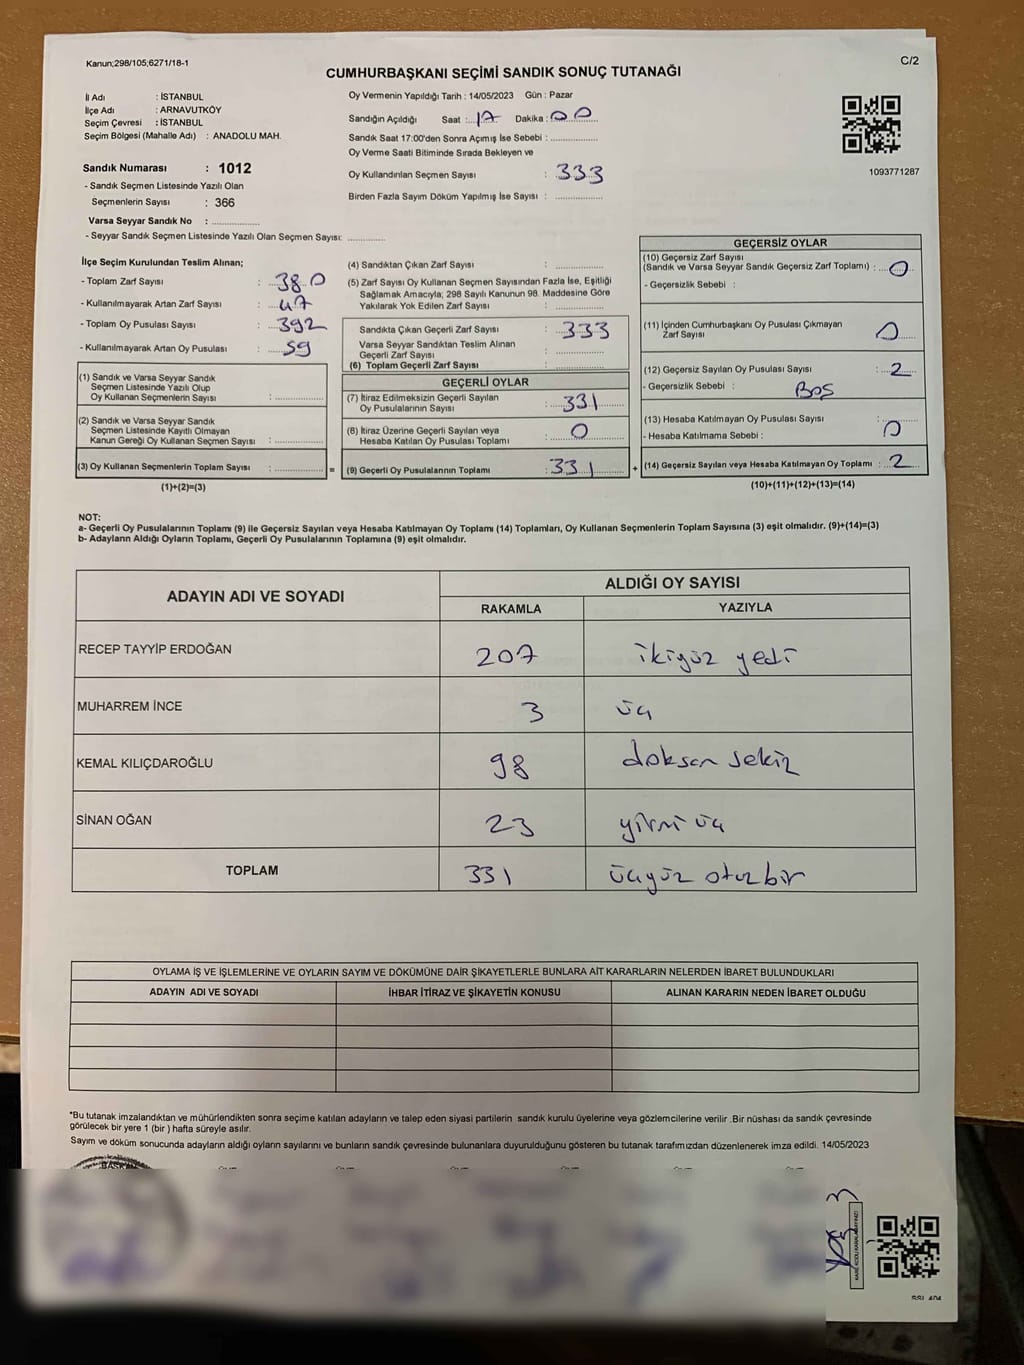 Kanun;298/105;6271/18-1
C/2
CUMHURBAŞKANI SEÇİMİ SANDIK SONUÇ TUTANAĞI
İl Adı : İSTANBUL
İlçe Adı : ARNAVUTKÖY
Seçim Çevresi : İSTANBUL
Seçim Bölgesi (Mahalle Adı) : ANADOLU MAH.
Sandık Numarası : 1012
- Sandık Seçmen Listesinde Yazılı Olan
Seçmenlerin Sayısı : 366
Varsa Seyyar Sandık No : ..............
- Seyyar Sandık Seçmen Listesinde Yazılı Olan Seçmen Sayısı: ............
Oy Vermenin Yapıldığı Tarih : 14/05/2023 Gün : Pazar
Sandığın Açıldığı Saat : 17 Dakika : 00
Sandık Saat 17:00'den Sonra Açımış İse Sebebi : ..............
Oy Verme Saati Bitiminde Sırada Bekleyen ve
Oy Kullandırılan Seçmen Sayısı : 333
Birden Fazla Sayım Döküm Yapılmış İse Sayısı : ..............
1093771287
İlçe Seçim Kurulundan Teslim Alınan;
- Toplam Zarf Sayısı : 380
- Kullanılmayarak Artan Zarf Sayısı : 47
- Toplam Oy Pusulası Sayısı : 392
- Kullanılmayarak Artan Oy Pusulası : 59
(1) Sandık ve Varsa Seyyar Sandık
Seçmen Listesinde Yazılı Olup
Oy Kullanan Seçmenlerin Sayısı : ..............
(2) Sandık ve Varsa Seyyar Sandık
Seçmen Listesinde Kayıtlı Olmayan
Kanun Gereği Oy Kullanan Seçmen Sayısı : ..............
(3) Oy Kullanan Seçmenlerin Toplam Sayısı : .............. =
(1)+(2)=(3)
(4) Sandıktan Çıkan Zarf Sayısı : ..............
(5) Zarf Sayısı Oy Kullanan Seçmen Sayısından Fazla İse, Eşitliği
Sağlamak Amacıyla; 298 Sayılı Kanunun 98. Maddesine Göre
Yakılarak Yok Edilen Zarf Sayısı : ..............
Sandıkta Çıkan Geçerli Zarf Sayısı : 333
Varsa Seyyar Sandıktan Teslim Alınan
Geçerli Zarf Sayısı : ..............
(6) Toplam Geçerli Zarf Sayısı : ..............
GEÇERLİ OYLAR
(7) İtiraz Edilmeksizin Geçerli Sayılan
Oy Pusulalarının Sayısı : 331
(8) İtiraz Üzerine Geçerli Sayılan veya
Hesaba Katılan Oy Pusulası Toplamı : 0
(9) Geçerli Oy Pusulalarının Toplamı : 331 +
GEÇERSİZ OYLAR
(10) Geçersiz Zarf Sayısı
(Sandık ve Varsa Seyyar Sandık Geçersiz Zarf Toplamı) : 0
- Geçersizlik Sebebi :
(11) İçinden Cumhurbaşkanı Oy Pusulası Çıkmayan
Zarf Sayısı 0
(12) Geçersiz Sayılan Oy Pusulası Sayısı : 2
- Geçersizlik Sebebi : Boş
(13) Hesaba Katılmayan Oy Pusulası Sayısı : 0
- Hesaba Katılmama Sebebi :
(14) Geçersiz Sayılan veya Hesaba Katılmayan Oy Toplamı : 2
(10)+(11)+(12)+(13)=(14)
NOT:
a- Geçerli Oy Pusulalarının Toplamı (9) ile Geçersiz Sayılan veya Hesaba Katılmayan Oy Toplamı (14) Toplamları, Oy Kullanan Seçmenlerin Toplam Sayısına (3) eşit olmalıdır. (9)+(14)=(3)
b- Adayların Aldığı Oyların Toplamı, Geçerli Oy Pusulalarının Toplamına (9) eşit olmalıdır.
ADAYIN ADI VE SOYADI
ALDIĞI OY SAYISI
RAKAMLA YAZIYLA
RECEP TAYYİP ERDOĞAN 207 ikiyüz yedi
MUHARREM İNCE 3 üç
KEMAL KILIÇDAROĞLU 98 doksan sekiz
SİNAN OĞAN 23 yirmi üç
TOPLAM 331 üçyüz otuz bir
OYLAMA İŞ VE İŞLEMLERİNE VE OYLARIN SAYIM VE DÖKÜMÜNE DAİR ŞİKAYETLERLE BUNLARA AİT KARARLARIN NELERDEN İBARET BULUNDUKLARI
ADAYIN ADI VE SOYADI İHBAR İTİRAZ VE ŞİKAYETİN KONUSU ALINAN KARARIN NEDEN İBARET OLDUĞU
*Bu tutanak imzalandıktan ve mühürlendikten sonra seçime katılan adayların ve talep eden siyasi partilerin sandık kurulu üyelerine veya gözlemcilerine verilir .Bir nüshası da sandık çevresinde
görülecek bir yere 1 (bir ) hafta süreyle asılır.
Sayım ve döküm sonucunda adayların aldığı oyların sayılarını ve bunların sandık çevresinde bulunanlara duyurulduğunu gösteren bu tutanak tarafımızdan düzenlenerek imza edildi. 14/05/2023